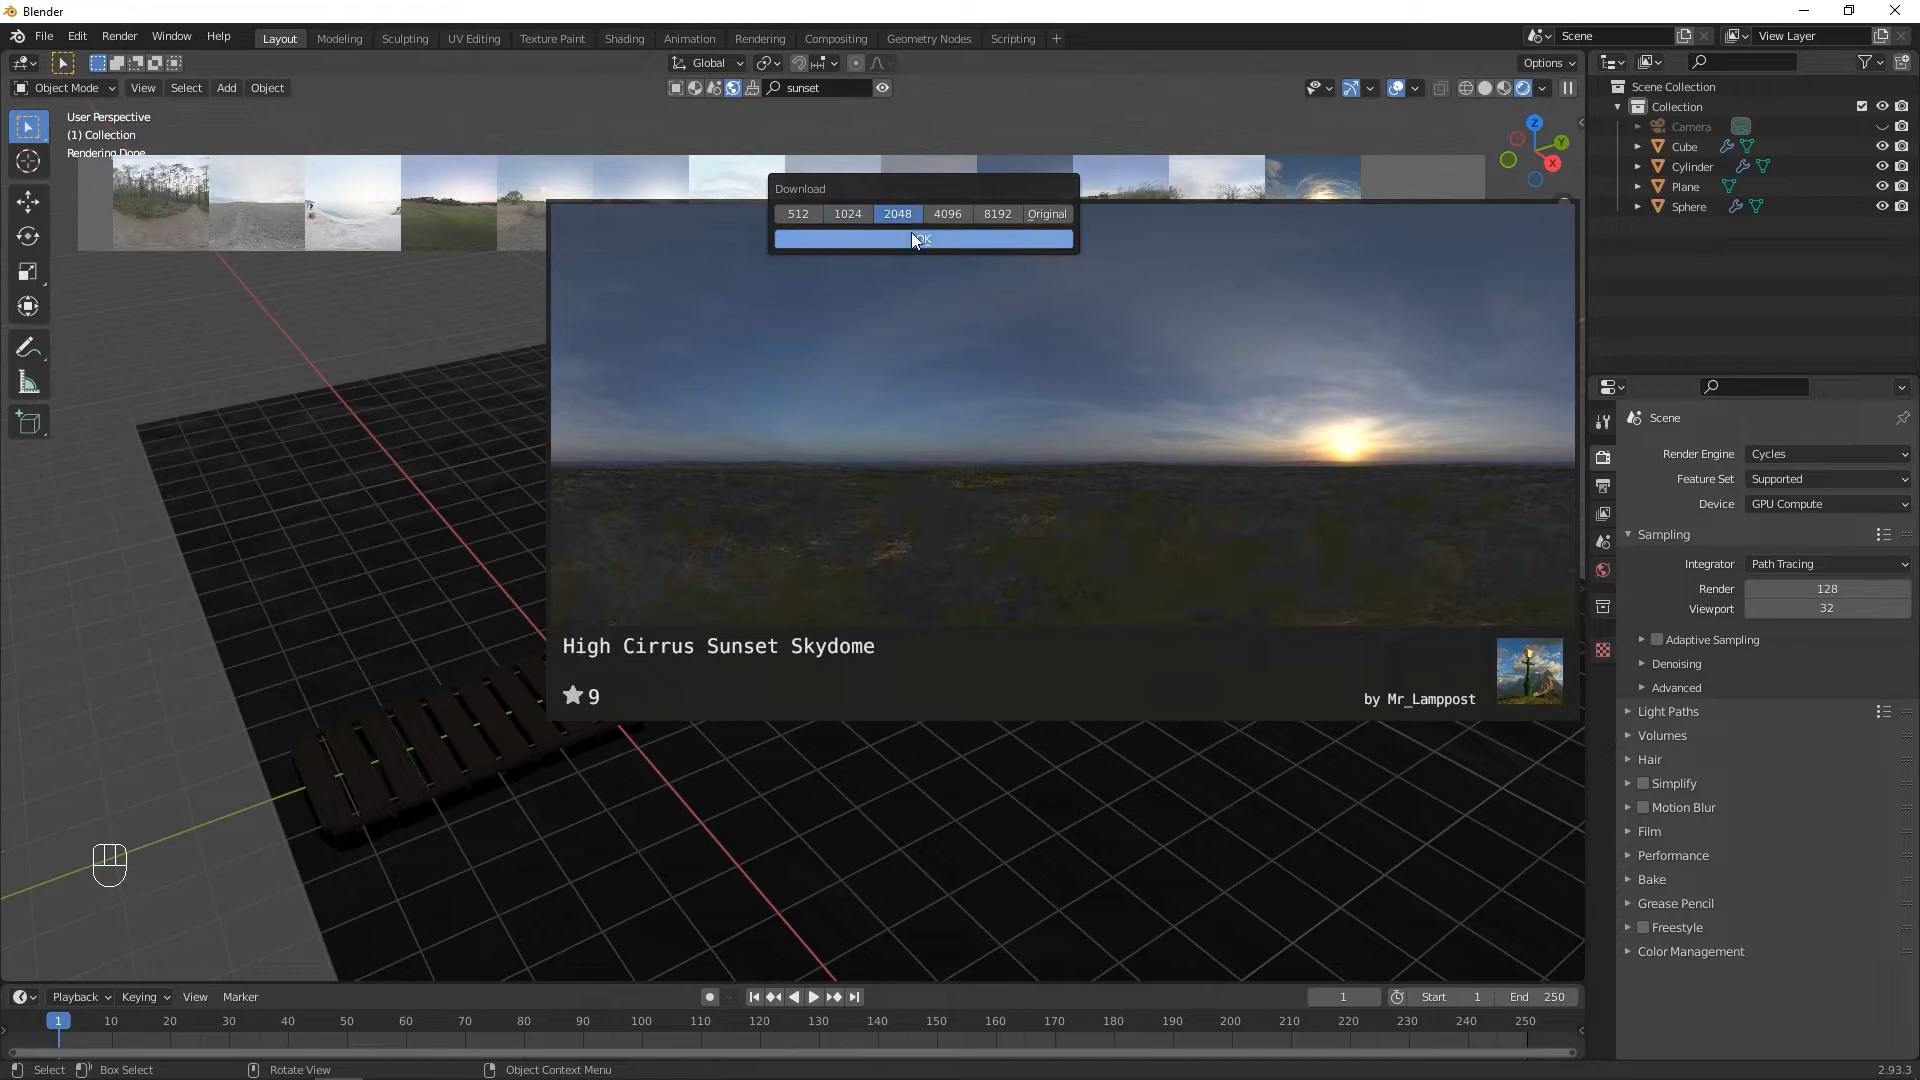 Blender
File Edit Render Window Help Layout Modeling Sculpting UV Editing Texture Paint Shading Animation Rendering Compositing Geometry Nodes Scripting + Scene View Layer
Global Options
Object Mode View Select Add Object sunset
User Perspective
(1) Collection
Rendering Done
Z
Y
X
Download
512 1024 2048 4096 8192 Original
OK
High Cirrus Sunset Skydome
9
by Mr_Lamppost
Scene Collection
Collection
Camera
Cube
Cylinder
Plane
Sphere
Scene
Render Engine Cycles
Feature Set Supported
Device GPU Compute
Sampling
Integrator Path Tracing
Render 128
Viewport 32
Adaptive Sampling
Denoising
Advanced
Light Paths
Volumes
Hair
Simplify
Motion Blur
Film
Performance
Bake
Grease Pencil
Freestyle
Color Management
Playback Keying View Marker 1 Start 1 End 250
1 10 20 30 40 50 60 70 80 90 100 110 120 130 140 150 160 170 180 190 200 210 220 230 240 250
Select Box Select Rotate View Object Context Menu 2.93.3